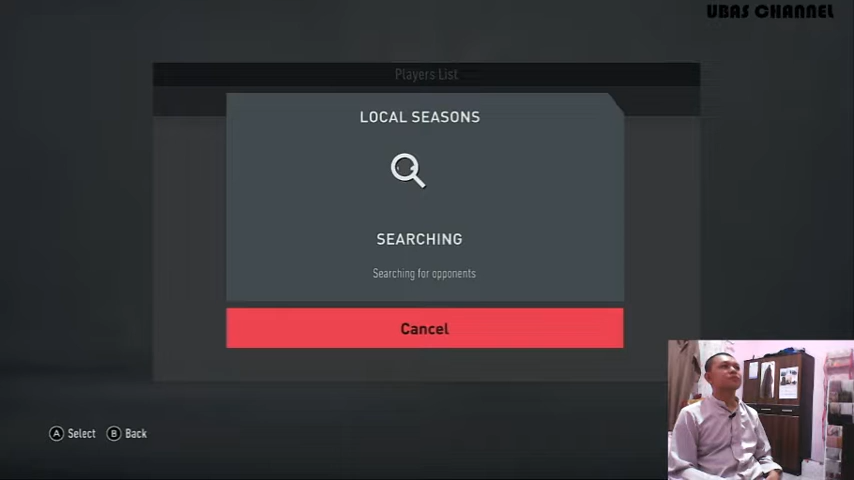 UBAS CHANNEL
Players List
LOCAL SEASONS
SEARCHING
Searching for opponents
Cancel
A Select B Back